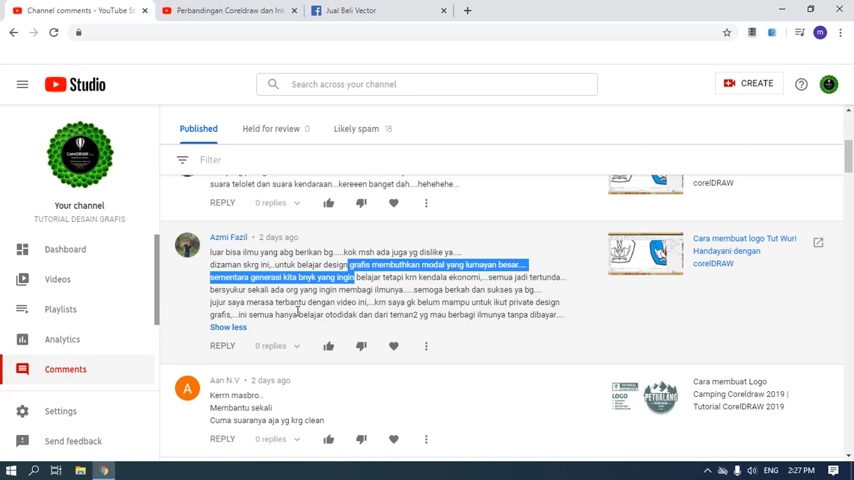 Channel comments - YouTube St
Perbandingan Coreldraw dan Ink
Jual Beli Vector
m
Studio
Search across your channel
CREATE
Published
Held for review 0
Likely spam 18
Filter
CorelDRAW
Your channel
TUTORIAL DESAIN GRAFIS
Dashboard
Videos
Playlists
Analytics
Comments
Settings
Send feedback
suara telolet dan suara kendaraan...kereeen banget dah....hehehehe...
corelDRAW
REPLY 0 replies
Azmi Fazil • 2 days ago
luar bisa ilmu yang abg berikan bg.....kok msh ada juga yg dislike ya....
dizaman skrg ini,..untuk belajar design grafis membuthkan modal yang lumayan besar....
sementara generasi kita bnyk yang ingin belajar tetapi krn kendala ekonomi,...semua jadi tertunda...
bersyukur sekali ada org yang ingin membagi ilmunya.....semoga berkah dan sukses ya bg....
jujur saya merasa terbantu dengan video ini,...krn saya gk belum mampu untuk ikut private design
grafis,...ini semua hanya belajar otodidak dan dari teman2 yg mau berbagi ilmunya tanpa dibayar....
Show less
REPLY 0 replies
Cara membuat logo Tut Wuri
Handayani dengan
corelDRAW
A
Aan N.V • 2 days ago
Kerrn masbro..
Membantu sekali
Cuma suaranya aja yg krg clean
REPLY 0 replies
LOGO
PETUALANG
Cara membuat Logo
Camping Coreldraw 2019 |
Tutorial CorelDRAW 2019
ENG
2:27 PM